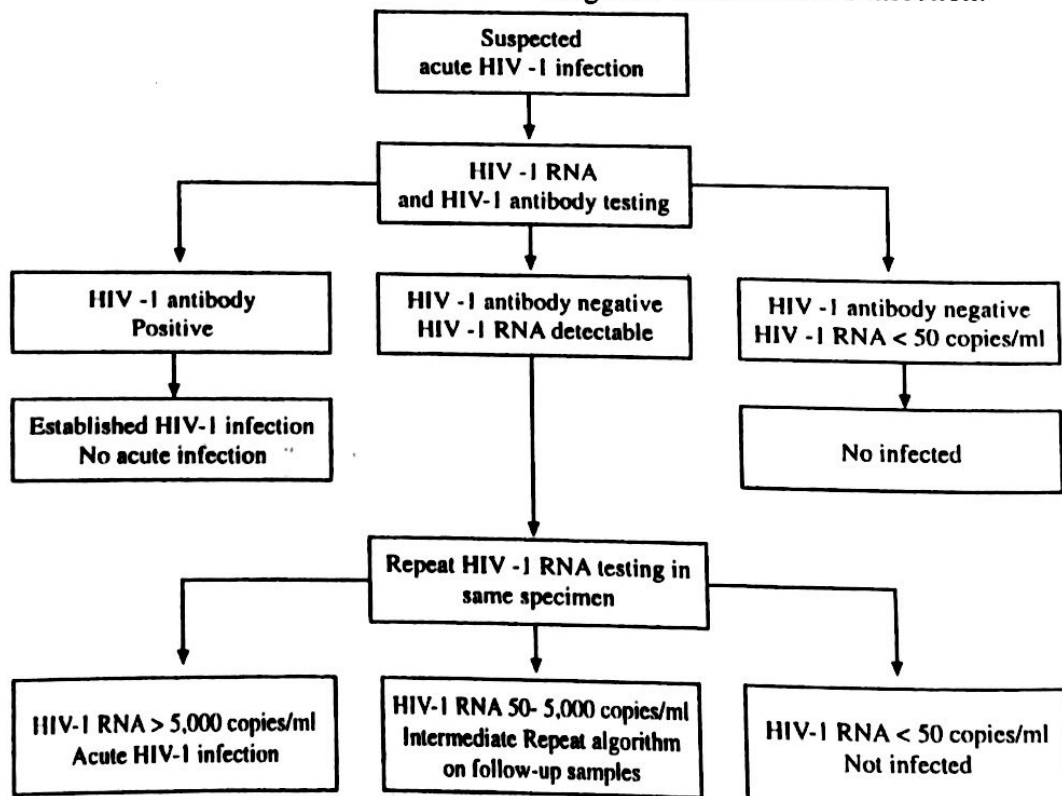 Suspected
acute HIV -1 infection
HIV -1 RNA
and HIV-1 antibody testing
HIV -1 antibody
Positive
HIV -1 antibody negative
HIV -1 RNA detectable
HIV -1 antibody negative
HIV -1 RNA < 50 copies/ml
Established HIV-1 infection
No acute infection
No infected
Repeat HIV -1 RNA testing in
same specimen
HIV-1 RNA > 5,000 copies/ml
Acute HIV-1 infection
HIV-1 RNA 50- 5,000 copies/ml
Intermediate Repeat algorithm
on follow-up samples
HIV-1 RNA < 50 copies/ml
Not infected